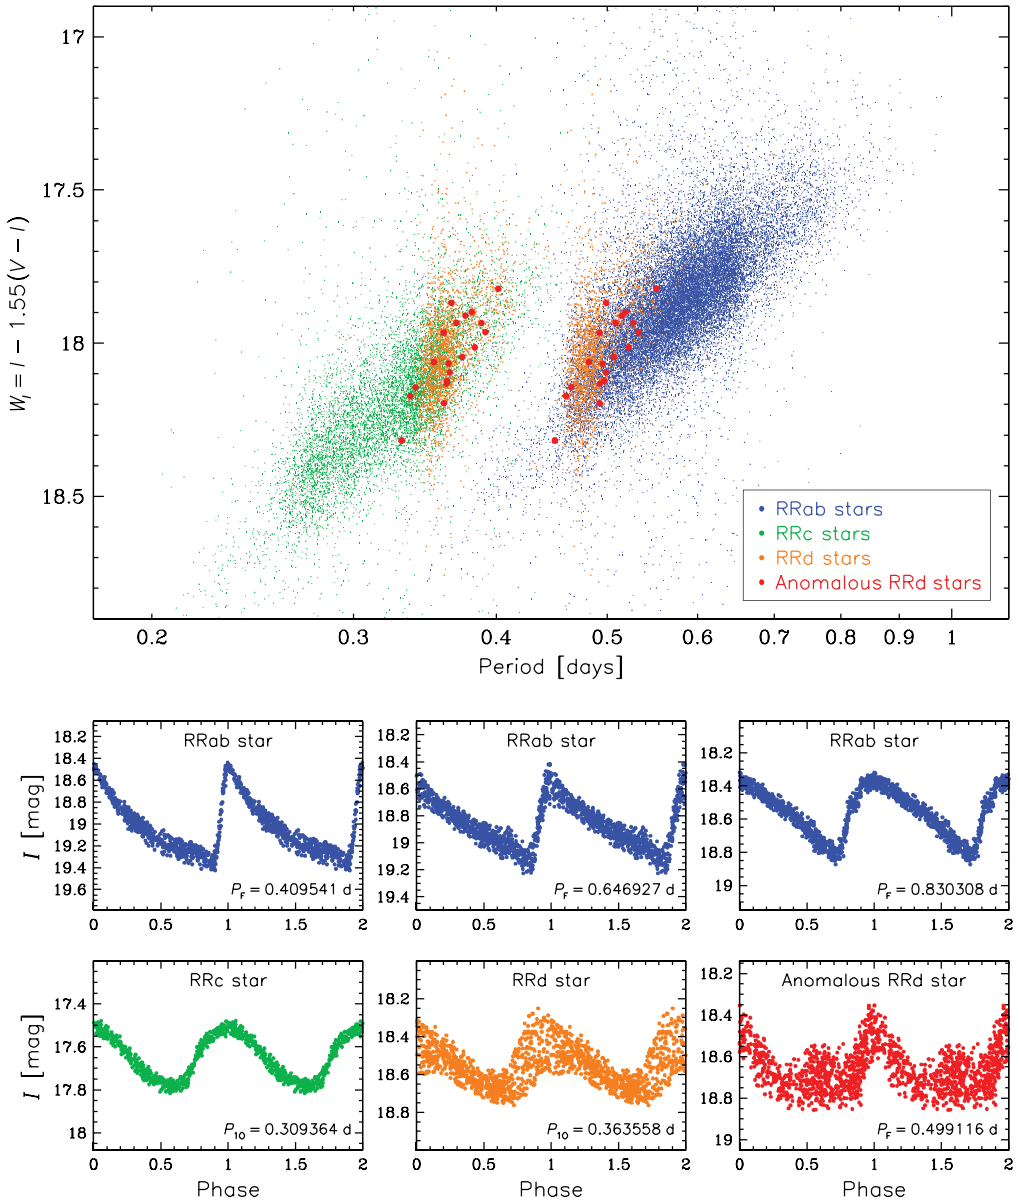 17
17.5
18
18.5
W_I = I − 1.55(V − I)
0.2 0.3 0.4 0.5 0.6 0.7 0.8 0.9 1
Period [days]
RRab stars
RRc stars
RRd stars
Anomalous RRd stars
RRab star
18.2
18.4
18.6
18.8
19
19.2
19.4
19.6
I [mag]
P_F = 0.409541 d
0 0.5 1 1.5 2
RRab star
18.2
18.4
18.6
18.8
19
19.2
19.4
P_F = 0.646927 d
0 0.5 1 1.5 2
RRab star
18.2
18.4
18.6
18.8
19
P_F = 0.830308 d
0 0.5 1 1.5 2
RRc star
17.4
17.6
17.8
18
I [mag]
P_1O = 0.309364 d
0 0.5 1 1.5 2
Phase
RRd star
18.2
18.4
18.6
18.8
P_1O = 0.363558 d
0 0.5 1 1.5 2
Phase
Anomalous RRd star
18.2
18.4
18.6
18.8
19
P_F = 0.499116 d
0 0.5 1 1.5 2
Phase